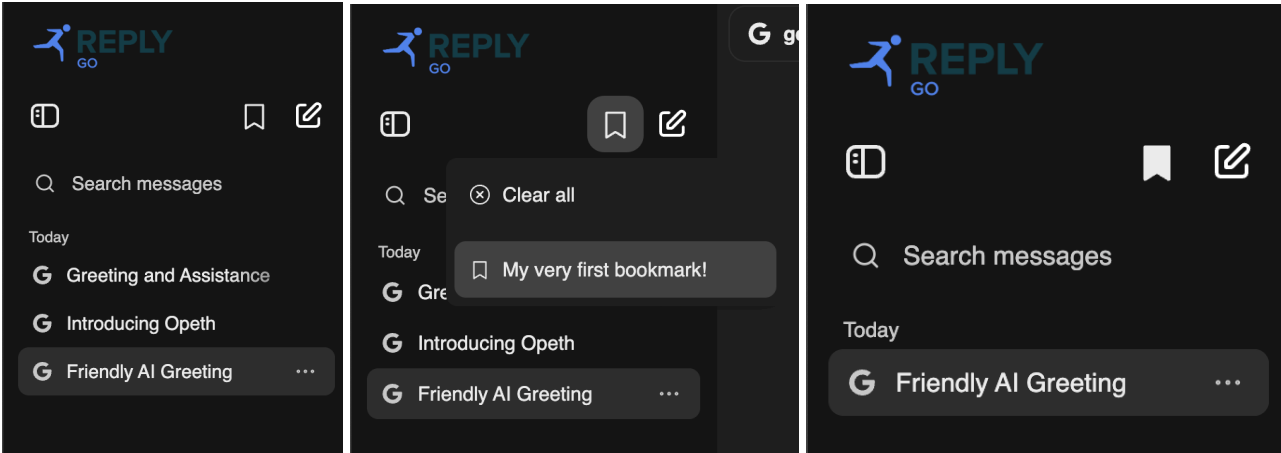 REPLY
GO
Search messages
Today
Greeting and Assistance
Introducing Opeth
Friendly AI Greeting
REPLY
GO
G
Se
Clear all
Today
My very first bookmark!
Gre
Introducing Opeth
Friendly AI Greeting
REPLY
GO
Search messages
Today
Friendly AI Greeting